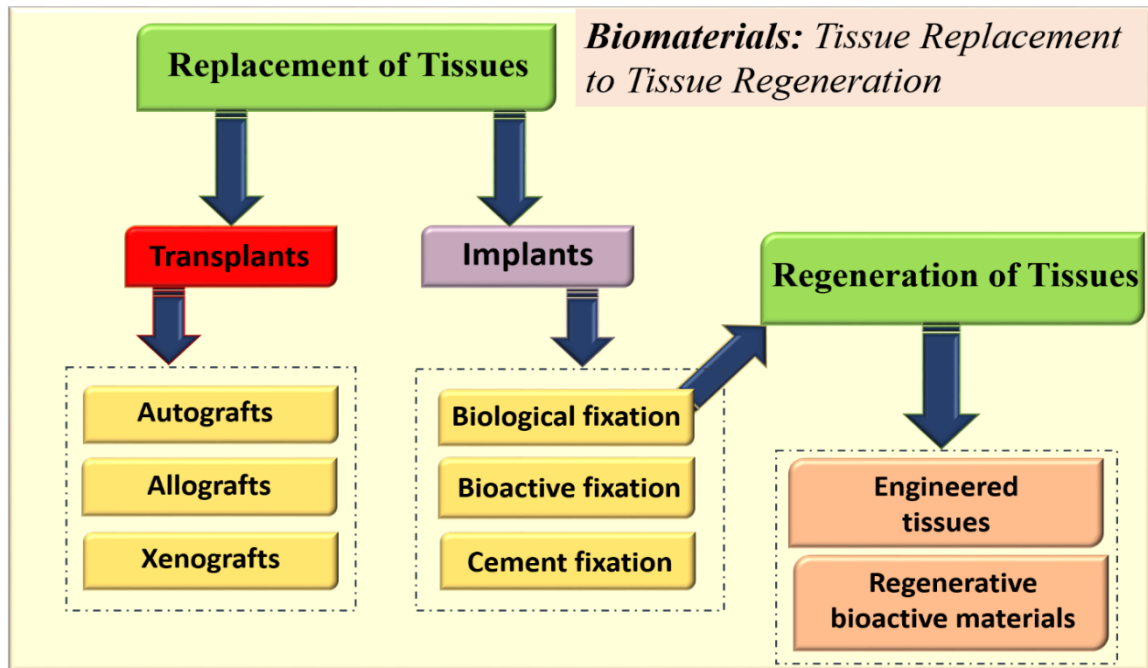 Biomaterials: Tissue Replacement
to Tissue Regeneration
Replacement of Tissues
Transplants
Implants
Regeneration of Tissues
Autografts
Allografts
Xenografts
Biological fixation
Bioactive fixation
Cement fixation
Engineered
tissues
Regenerative
bioactive materials